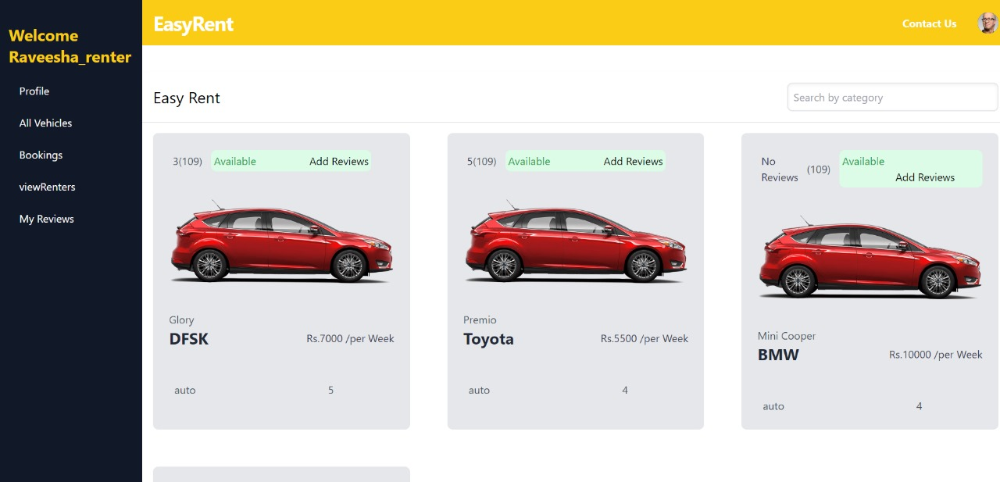 Welcome
Raveesha_renter
Profile
All Vehicles
Bookings
viewRenters
My Reviews
EasyRent
Contact Us
Easy Rent
Search by category
3(109) Available Add Reviews
Glory
DFSK Rs.7000 /per Week
auto 5
5(109) Available Add Reviews
Premio
Toyota Rs.5500 /per Week
auto 4
No
Reviews (109) Available
Add Reviews
Mini Cooper
BMW Rs.10000 /per Week
auto 4